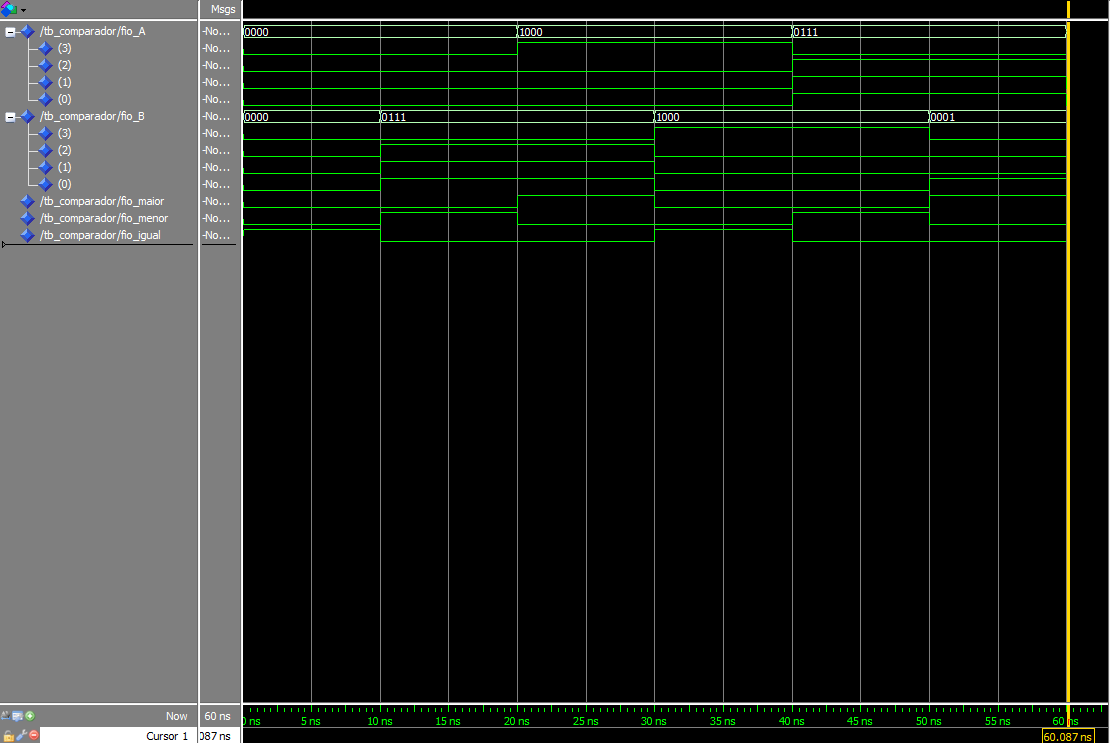 Msgs
/tb_comparador/fio_A -No... 0000 1000 0111
(3) -No...
(2) -No...
(1) -No...
(0) -No...
/tb_comparador/fio_B -No... 0000 0111 1000 0001
(3) -No...
(2) -No...
(1) -No...
(0) -No...
/tb_comparador/fio_maior -No...
/tb_comparador/fio_menor -No...
/tb_comparador/fio_igual -No...
Now 60 ns 0 ns 5 ns 10 ns 15 ns 20 ns 25 ns 30 ns 35 ns 40 ns 45 ns 50 ns 55 ns 60 ns
Cursor 1 087 ns 60.087 ns